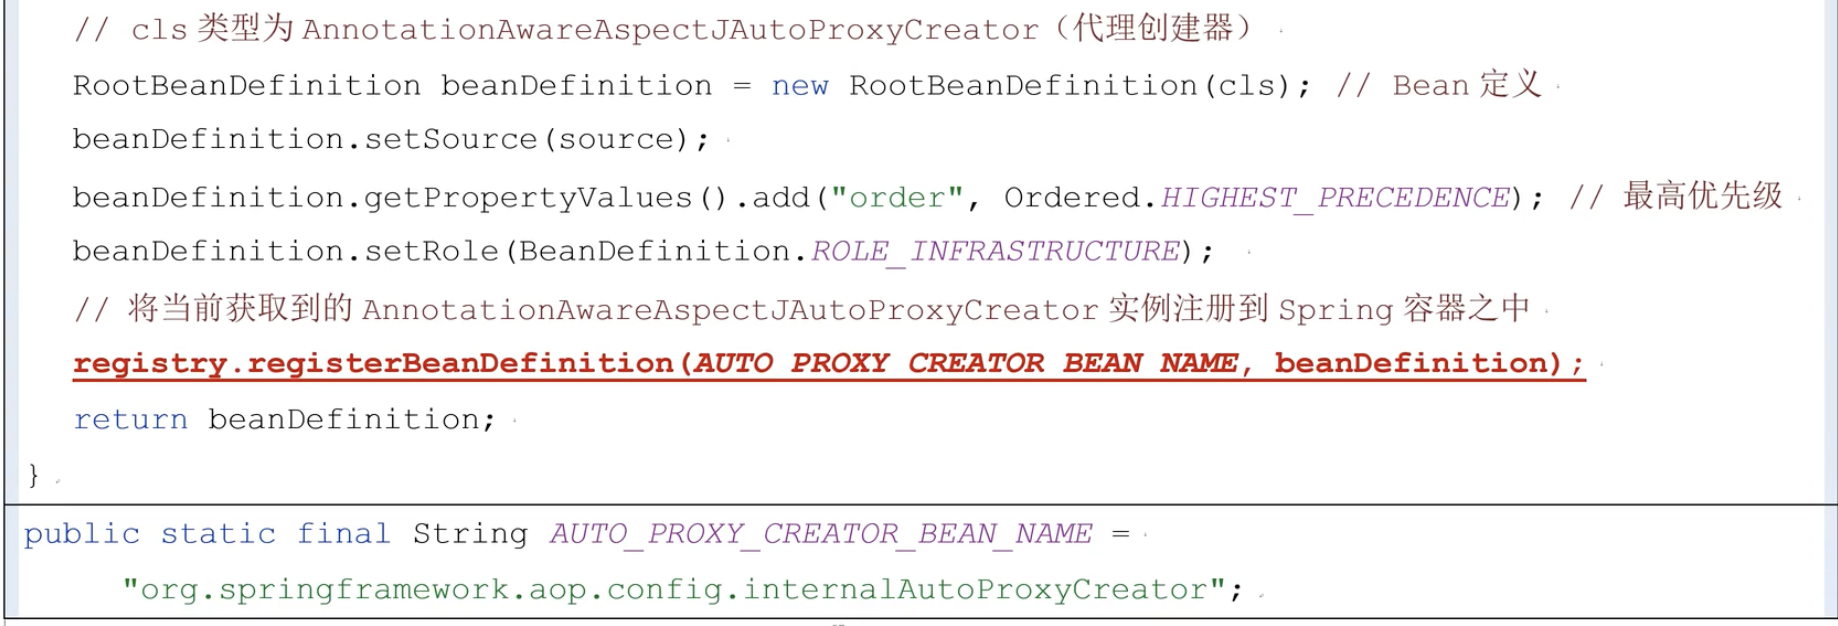 // cls 类型为 AnnotationAwareAspectJAutoProxyCreator（代理创建器）
RootBeanDefinition beanDefinition = new RootBeanDefinition(cls); // Bean 定义
beanDefinition.setSource(source);
beanDefinition.getPropertyValues().add("order", Ordered.HIGHEST_PRECEDENCE); // 最高优先级
beanDefinition.setRole(BeanDefinition.ROLE_INFRASTRUCTURE);
// 将当前获取到的 AnnotationAwareAspectJAutoProxyCreator 实例注册到 Spring 容器之中
registry.registerBeanDefinition(AUTO_PROXY_CREATOR_BEAN_NAME, beanDefinition);
return beanDefinition;
}
public static final String AUTO_PROXY_CREATOR_BEAN_NAME =
"org.springframework.aop.config.internalAutoProxyCreator";